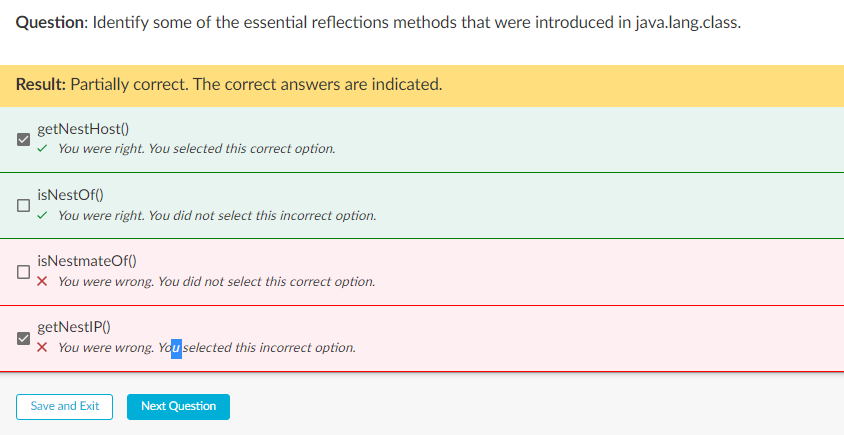 Question: Identify some of the essential reflections methods that were introduced in java.lang.class.
Result: Partially correct. The correct answers are indicated.
getNestHost()
You were right. You selected this correct option.
isNestOf()
You were right. You did not select this incorrect option.
isNestmateOf()
You were wrong. You did not select this correct option.
getNestIP()
You were wrong. You selected this incorrect option.
Save and Exit
Next Question